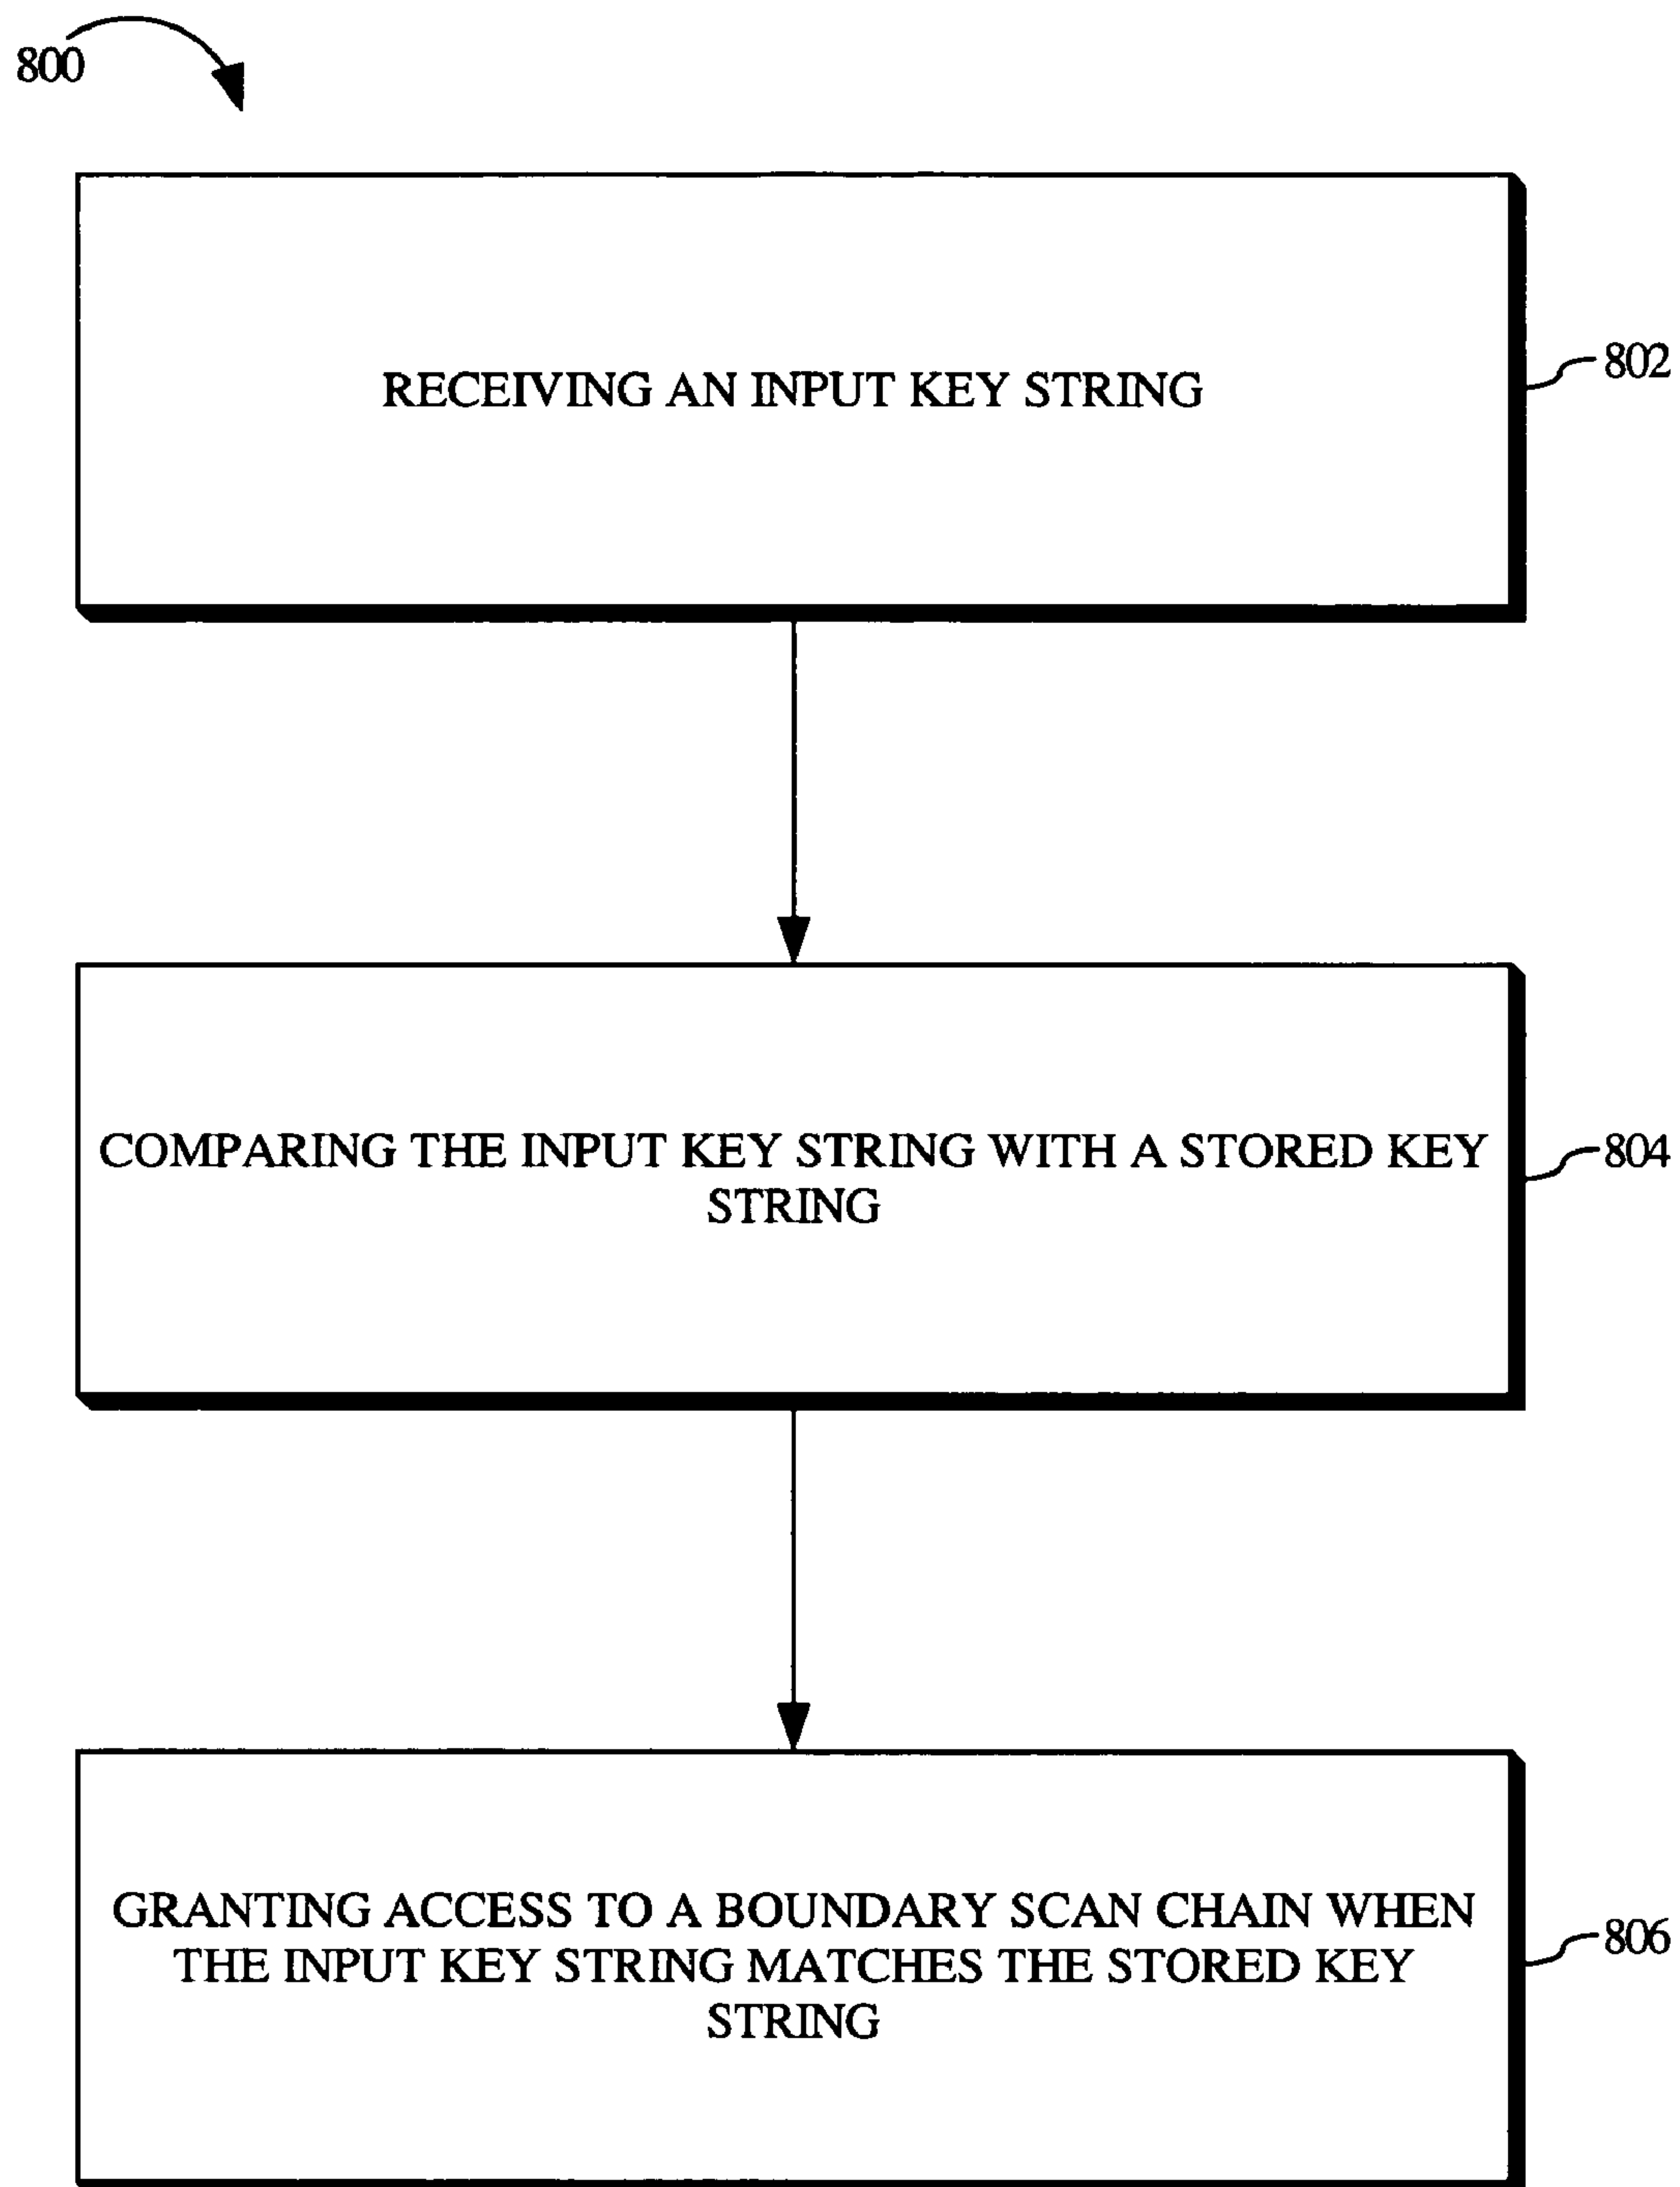 800
RECEIVING AN INPUT KEY STRING
802
COMPARING THE INPUT KEY STRING WITH A STORED KEY
STRING
804
GRANTING ACCESS TO A BOUNDARY SCAN CHAIN WHEN
THE INPUT KEY STRING MATCHES THE STORED KEY
STRING
806